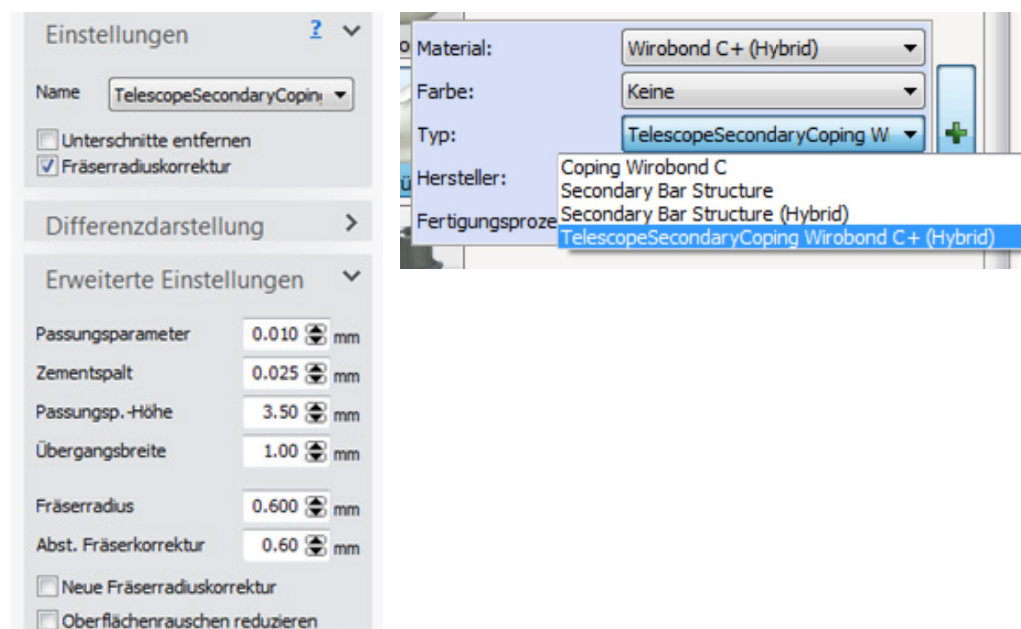 Einstellungen ?
Name TelescopeSecondaryCoping
Unterschnitte entfernen
Fräserradiuskorrektur
Differenzdarstellung
Erweiterte Einstellungen
Passungsparameter 0.010 mm
Zementspalt 0.025 mm
Passungsp.-Höhe 3.50 mm
Übergangsbreite 1.00 mm
Fräserradius 0.600 mm
Abst. Fräserkorrektur 0.60 mm
Neue Fräserradiuskorrektur
Oberflächenrauschen reduzieren
Material: Wirobond C+ (Hybrid)
Farbe: Keine
Typ: TelescopeSecondaryCoping W
Hersteller:
Fertigungsproze
Coping Wirobond C
Secondary Bar Structure
Secondary Bar Structure (Hybrid)
TelescopeSecondaryCoping Wirobond C+ (Hybrid)